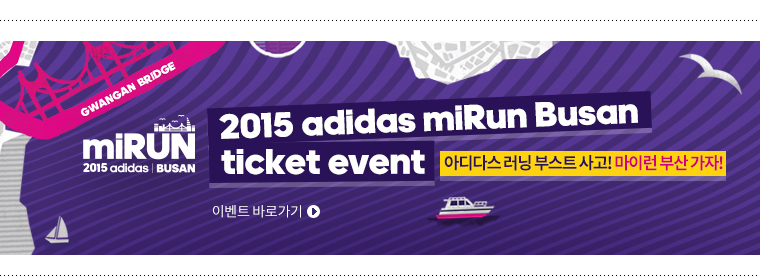 GWANGAN BRIDGE
miRUN
2015 adidas | BUSAN
2015 adidas miRun Busan
ticket event
아디다스 러닝 부스트 사고! 마이런 부산 가자!
이벤트 바로가기